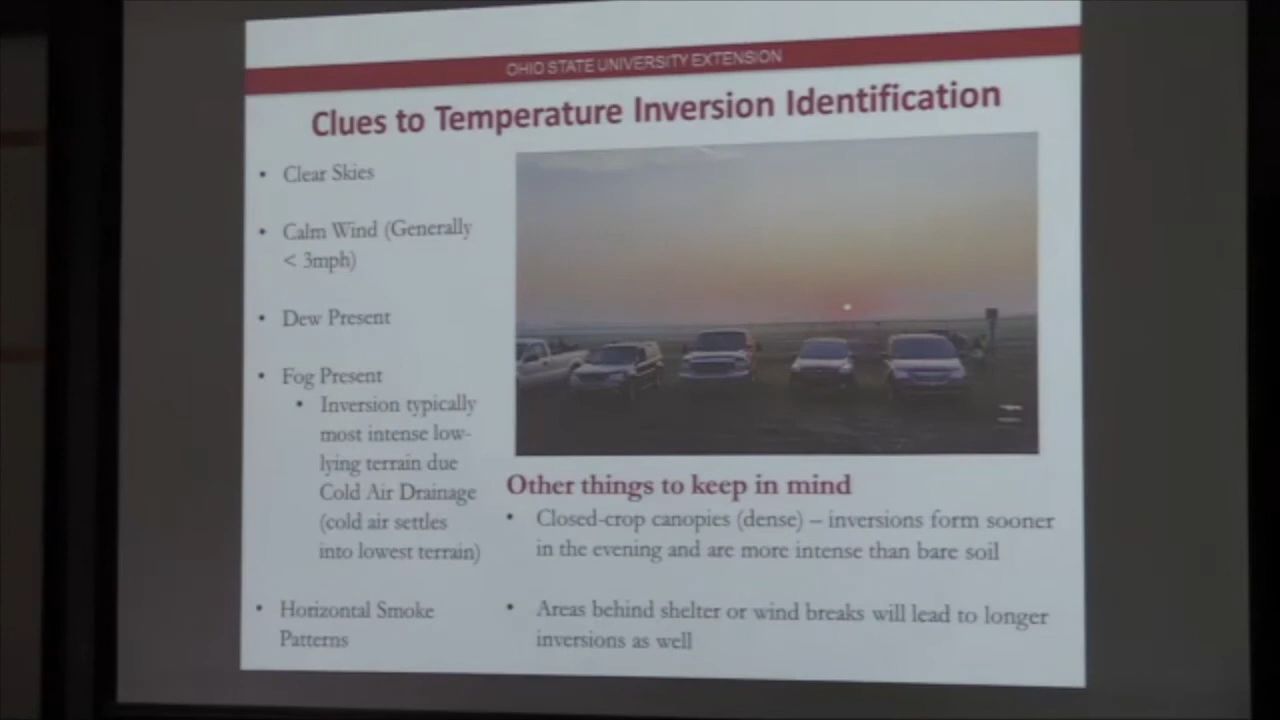 OHIO STATE UNIVERSITY EXTENSION
Clues to Temperature Inversion Identification
• Clear Skies
• Calm Wind (Generally
< 3mph)
• Dew Present
• Fog Present
• Inversion typically
most intense low-
lying terrain due
Cold Air Drainage
(cold air settles
into lowest terrain)
• Horizontal Smoke
Patterns
Other things to keep in mind
• Closed-crop canopies (dense) – inversions form sooner
in the evening and are more intense than bare soil
• Areas behind shelter or wind breaks will lead to longer
inversions as well